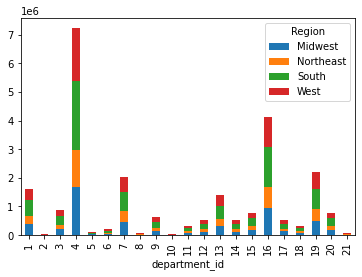 1e6
7
6
5
4
3
2
1
0
Region
Midwest
Northeast
South
West
1 2 3 4 5 6 7 8 9 10 11 12 13 14 15 16 17 18 19 20 21
department_id